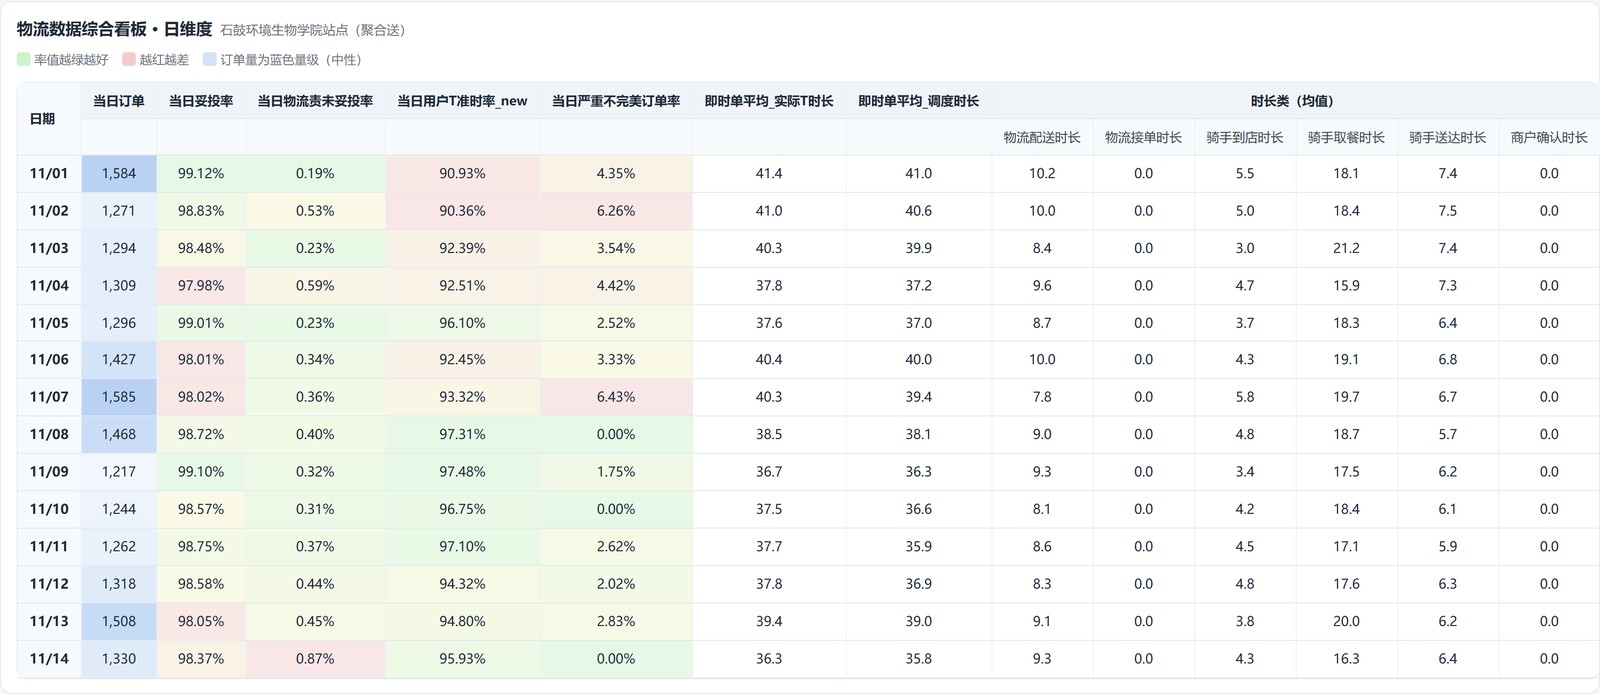 物流数据综合看板 • 日维度 石鼓环境生物学院站点（聚合送）
率值越绿越好 越红越差 订单量为蓝色量级（中性）
日期 当日订单 当日妥投率 当日物流责未妥投率 当日用户T准时率_new 当日严重不完美订单率 即时单平均_实际T时长 即时单平均_调度时长 时长类（均值）
物流配送时长 物流接单时长 骑手到店时长 骑手取餐时长 骑手送达时长 商户确认时长
11/01 1,584 99.12% 0.19% 90.93% 4.35% 41.4 41.0 10.2 0.0 5.5 18.1 7.4 0.0
11/02 1,271 98.83% 0.53% 90.36% 6.26% 41.0 40.6 10.0 0.0 5.0 18.4 7.5 0.0
11/03 1,294 98.48% 0.23% 92.39% 3.54% 40.3 39.9 8.4 0.0 3.0 21.2 7.4 0.0
11/04 1,309 97.98% 0.59% 92.51% 4.42% 37.8 37.2 9.6 0.0 4.7 15.9 7.3 0.0
11/05 1,296 99.01% 0.23% 96.10% 2.52% 37.6 37.0 8.7 0.0 3.7 18.3 6.4 0.0
11/06 1,427 98.01% 0.34% 92.45% 3.33% 40.4 40.0 10.0 0.0 4.3 19.1 6.8 0.0
11/07 1,585 98.02% 0.36% 93.32% 6.43% 40.3 39.4 7.8 0.0 5.8 19.7 6.7 0.0
11/08 1,468 98.72% 0.40% 97.31% 0.00% 38.5 38.1 9.0 0.0 4.8 18.7 5.7 0.0
11/09 1,217 99.10% 0.32% 97.48% 1.75% 36.7 36.3 9.3 0.0 3.4 17.5 6.2 0.0
11/10 1,244 98.57% 0.31% 96.75% 0.00% 37.5 36.6 8.1 0.0 4.2 18.4 6.1 0.0
11/11 1,262 98.75% 0.37% 97.10% 2.62% 37.7 35.9 8.6 0.0 4.5 17.1 5.9 0.0
11/12 1,318 98.58% 0.44% 94.32% 2.02% 37.8 36.9 8.3 0.0 4.8 17.6 6.3 0.0
11/13 1,508 98.05% 0.45% 94.80% 2.83% 39.4 39.0 9.1 0.0 3.8 20.0 6.2 0.0
11/14 1,330 98.37% 0.87% 95.93% 0.00% 36.3 35.8 9.3 0.0 4.3 16.3 6.4 0.0